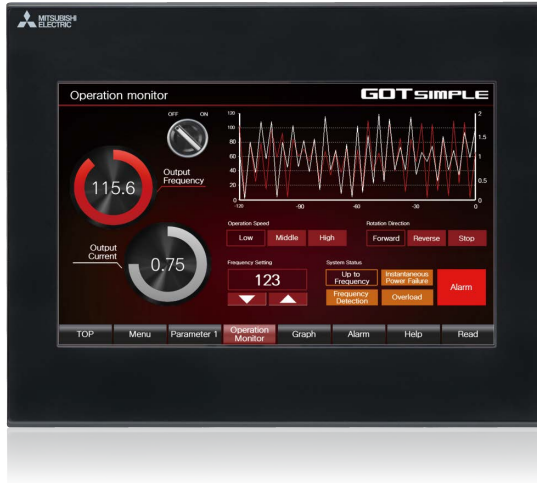 MITSUBISHI
ELECTRIC
Operation monitor
GOT SIMPLE
OFF ON
115.6
Output
Frequency
Output
Current
0.75
120
100
80
60
40
20
0
-120 -90 -60 -30 0
2
1.5
1
0.5
0
Operation Speed
Low Middle High
Rotation Direction
Forward Reverse Stop
Frequency Setting
123
System Status
Up to
Frequency
Instantaneous
Power Failure
Frequency
Detection
Overload
Alarm
TOP Menu Parameter 1 Operation
Monitor Graph Alarm Help Read